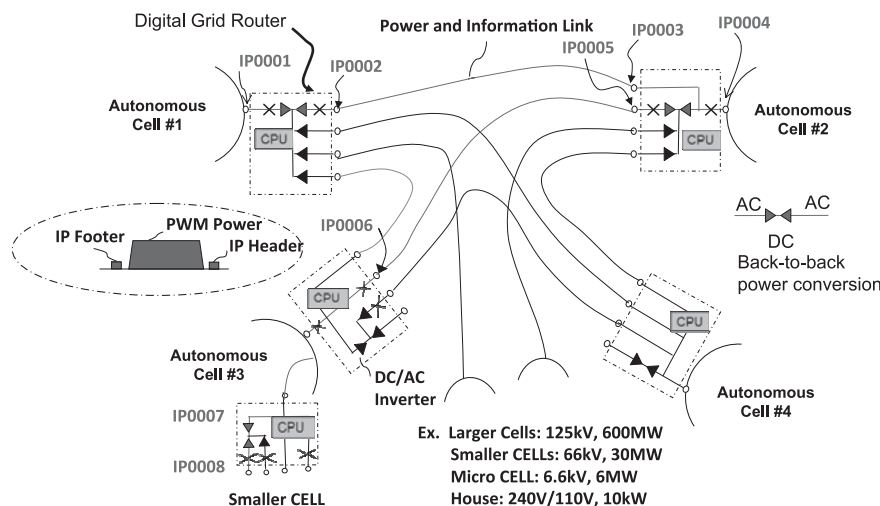 Digital Grid Router
Power and Information Link
IP0001
IP0002
IP0005
IP0003
IP0004
Autonomous
Cell #1
CPU
CPU
Autonomous
Cell #2
IP Footer
PWM Power
IP Header
IP0006
AC
AC
DC
Back-to-back
power conversion
CPU
CPU
Autonomous
Cell #3
DC/AC
Inverter
Autonomous
Cell #4
IP0007
CPU
IP0008
Smaller CELL
Ex. Larger Cells: 125kV, 600MW
Smaller CELLs: 66kV, 30MW
Micro CELL: 6.6kV, 6MW
House: 240V/110V, 10kW